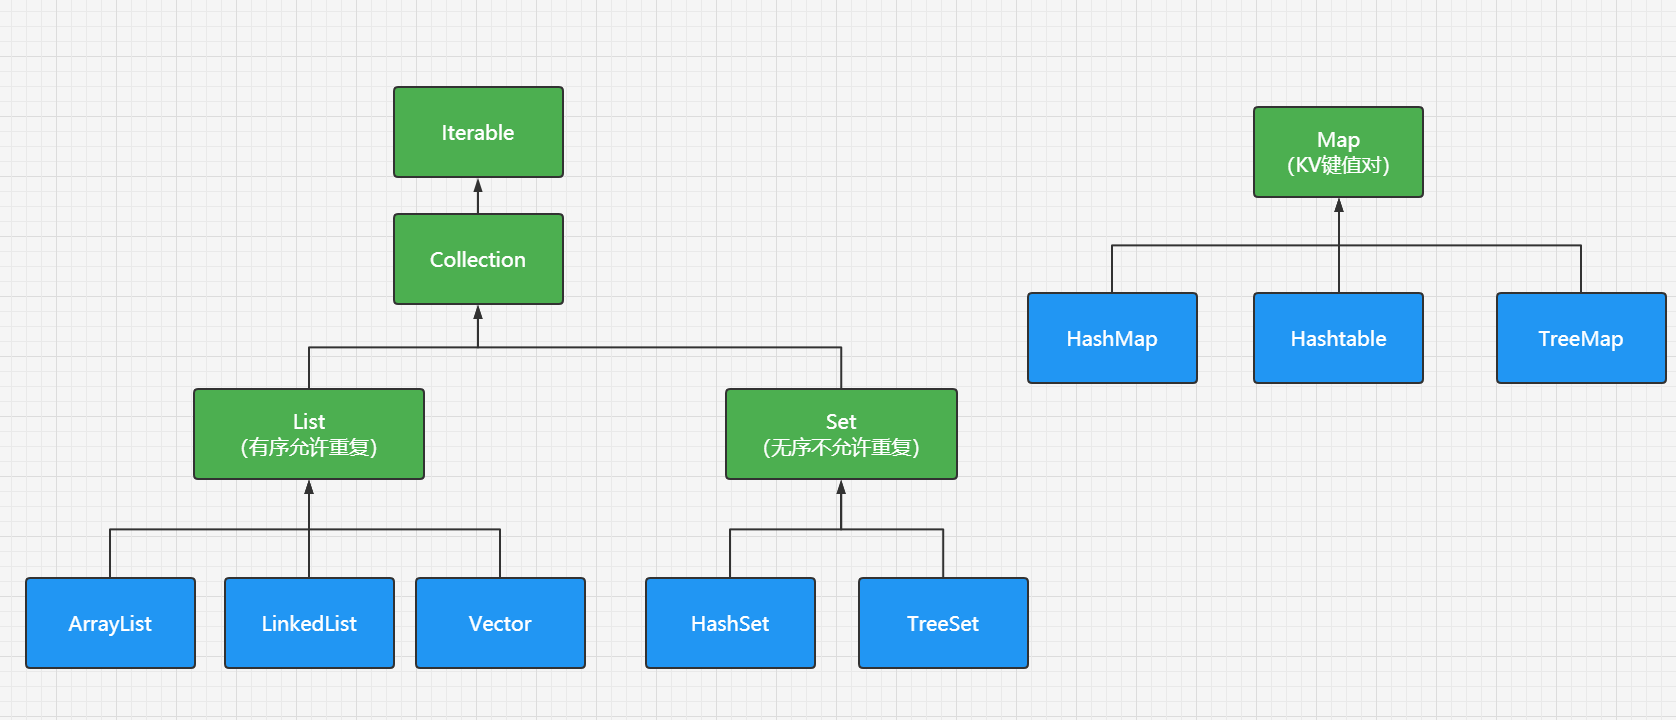 Iterable
Collection
List
（有序允许重复）
Set
（无序不允许重复）
ArrayList
LinkedList
Vector
HashSet
TreeSet
Map
（KV键值对）
HashMap
Hashtable
TreeMap